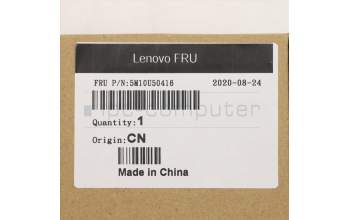 Lenovo FRU
FRU P/N:5M10U50416 2020-08-24
Quantity:1
Origin:CN
Made in China